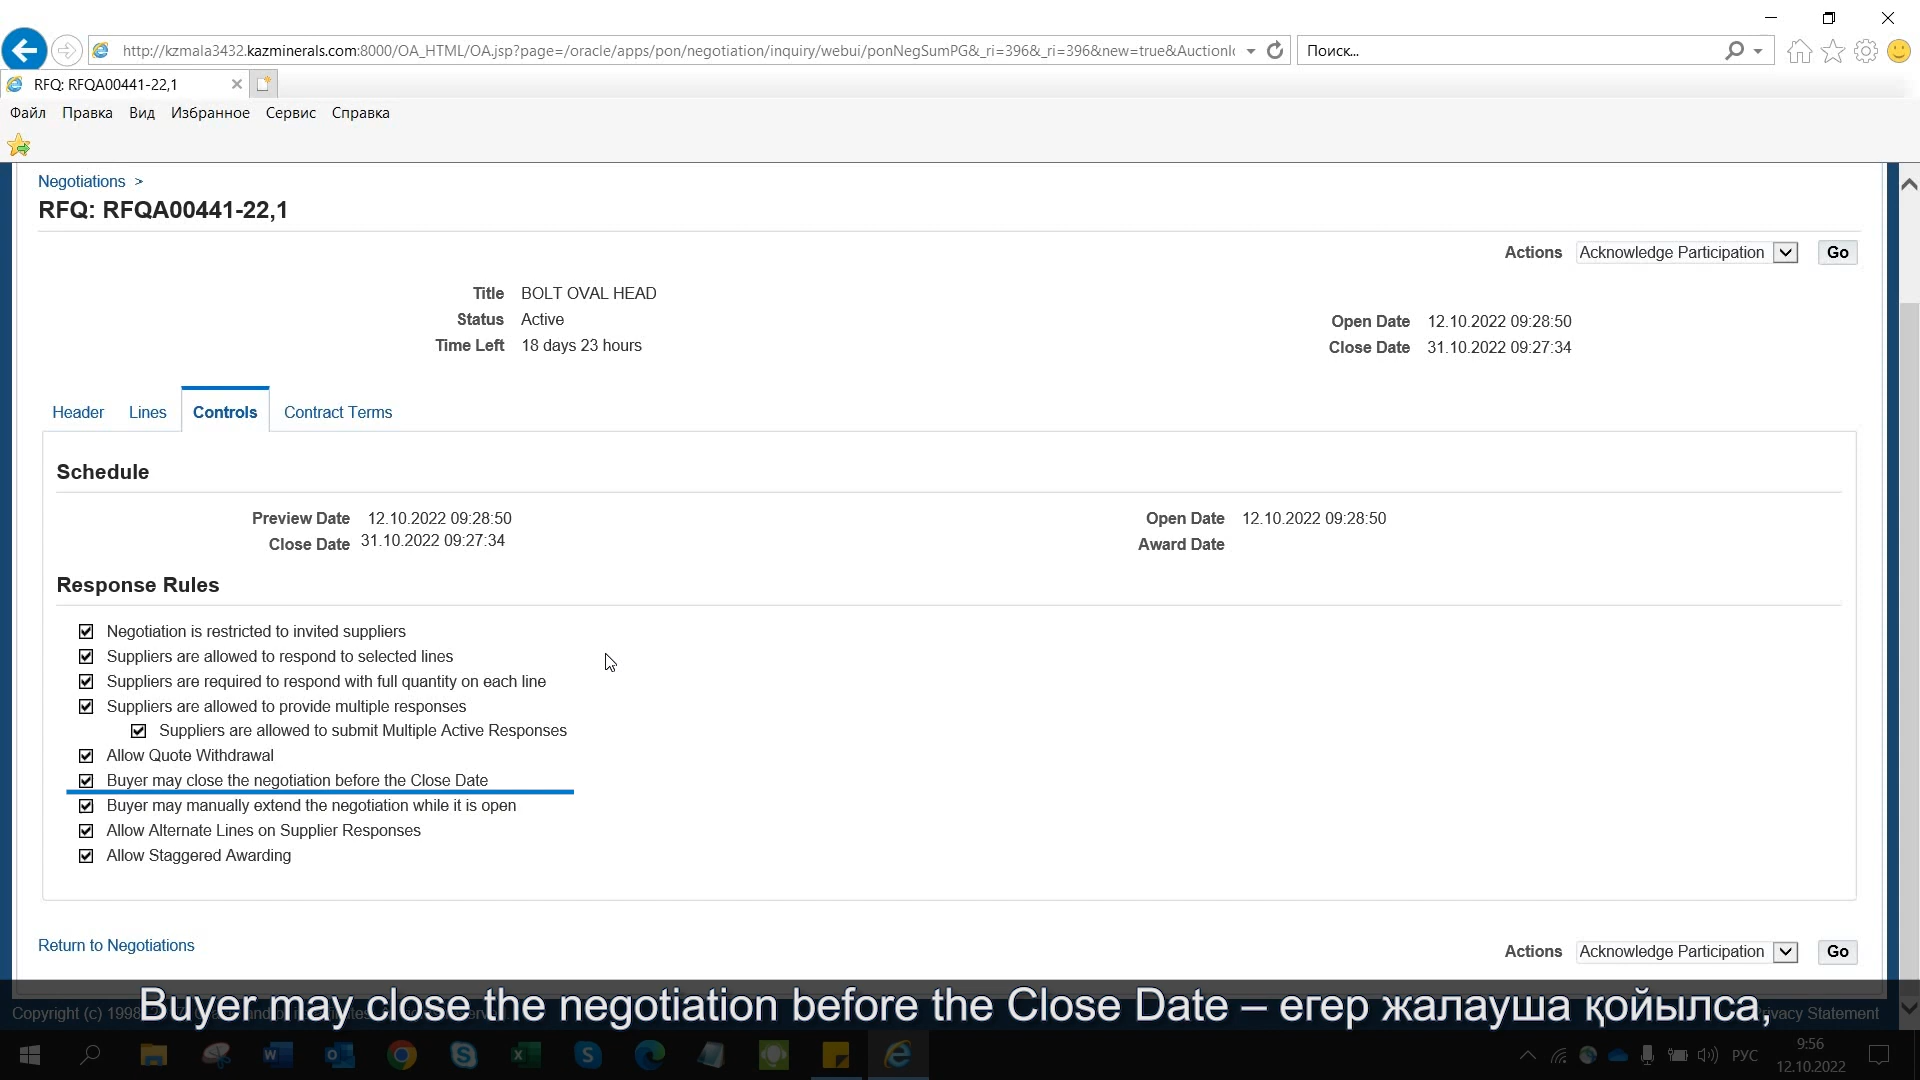 http://kzmala3432.kazminerals.com:8000/OA_HTML/OA.jsp?page=/oracle/apps/pon/negotiation/inquiry/webui/ponNegSumPG&_ri=396&_ri=396&new=true&AuctionId
Поиск...
RFQ: RFQA00441-22,1
Файл Правка Вид Избранное Сервис Справка
Negotiations >
RFQ: RFQA00441-22,1
Actions Acknowledge Participation Go
Title BOLT OVAL HEAD
Status Active
Time Left 18 days 23 hours
Open Date 12.10.2022 09:28:50
Close Date 31.10.2022 09:27:34
Header Lines Controls Contract Terms
Schedule
Preview Date 12.10.2022 09:28:50
Close Date 31.10.2022 09:27:34
Open Date 12.10.2022 09:28:50
Award Date
Response Rules
Negotiation is restricted to invited suppliers
Suppliers are allowed to respond to selected lines
Suppliers are required to respond with full quantity on each line
Suppliers are allowed to provide multiple responses
Suppliers are allowed to submit Multiple Active Responses
Allow Quote Withdrawal
Buyer may close the negotiation before the Close Date
Buyer may manually extend the negotiation while it is open
Allow Alternate Lines on Supplier Responses
Allow Staggered Awarding
Return to Negotiations
Actions Acknowledge Participation Go
Buyer may close the negotiation before the Close Date – егер жалауша қойылса,
Copyright (c) 1998
Statement
РУС
9:56
12.10.2022